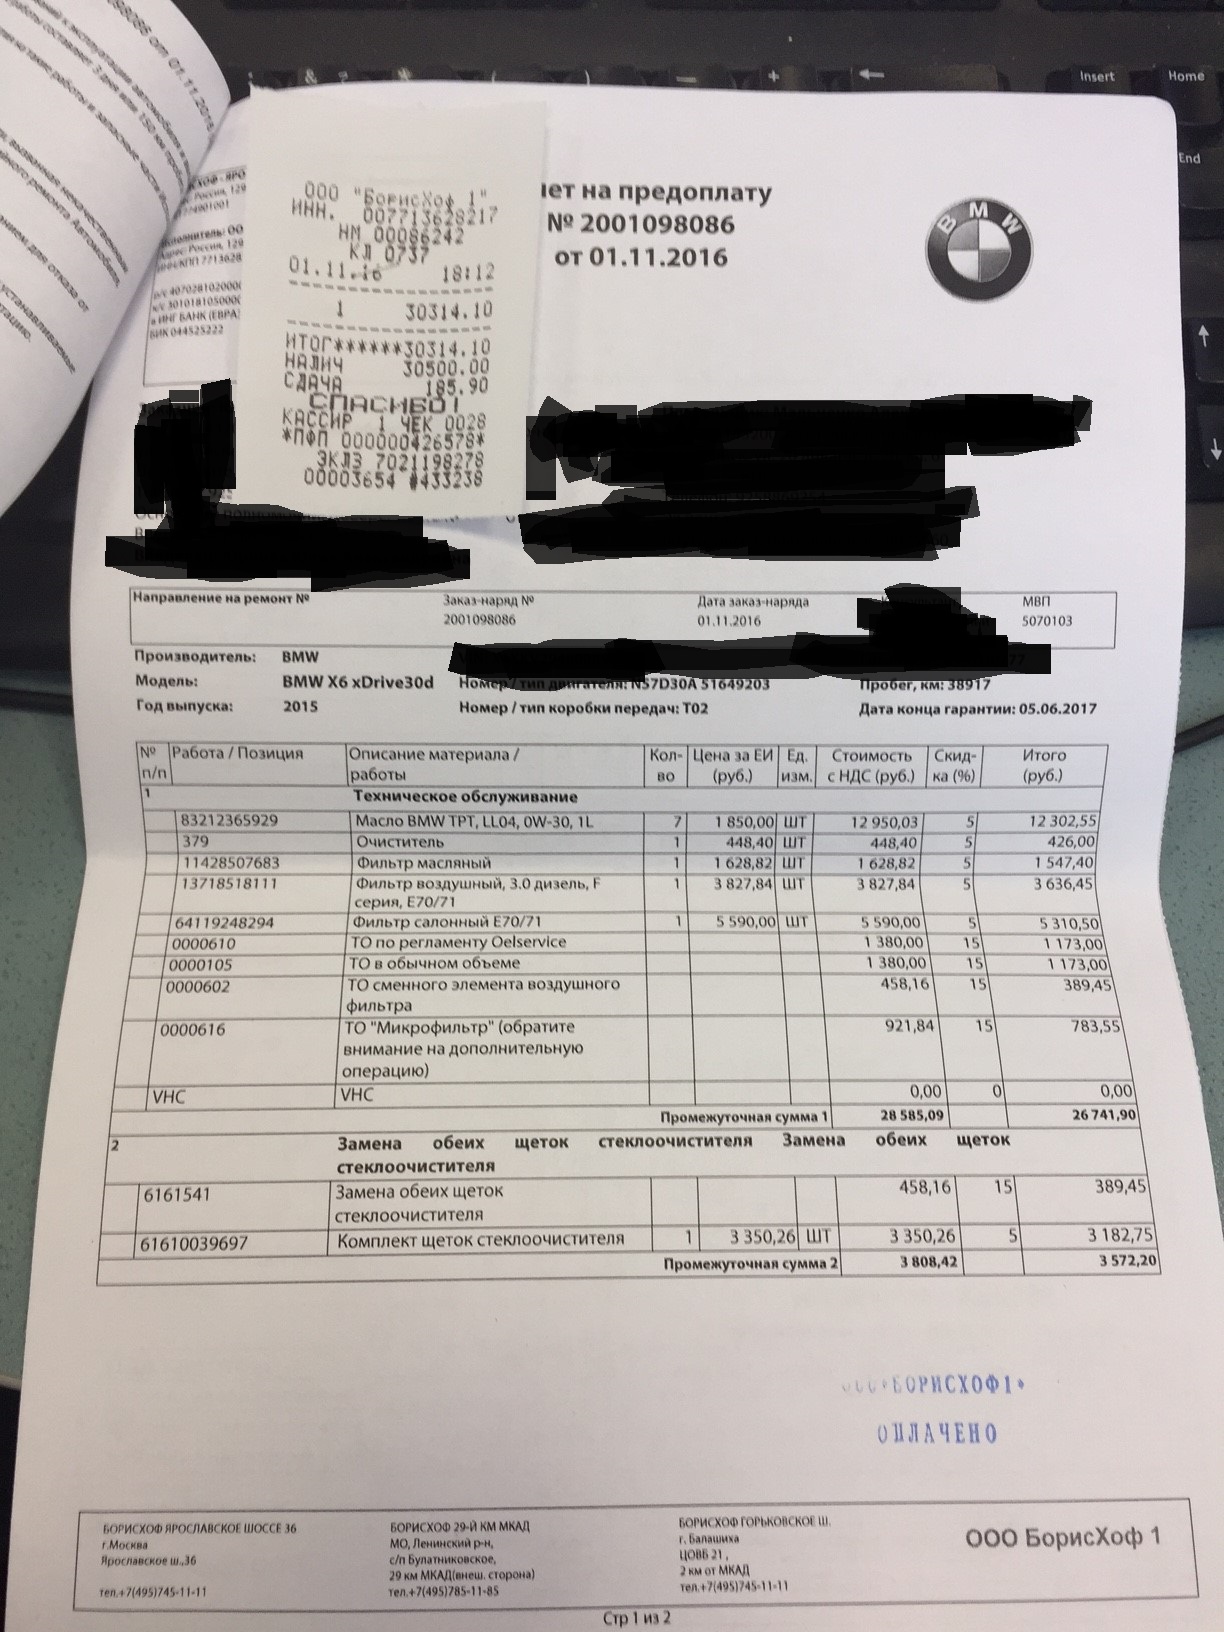 ООО "БорисХоф 1"
ИНН. 007713628217
НМ 00086242
КЛ 0737
01.11.16 18:12
1 30314.10
ИТОГ******30314.10
НАЛИЧ 30500.00
СДАЧА 185.90
СПАСИБО!
КАССИР 1 ЧЕК 0028
*ПФП 000000426578*
ЭКЛЗ 7021198278
00003654 #433238
ет на предоплату
№ 2001098086
от 01.11.2016
BMW
р/с 40702810200
к/с 3010181050000
в ИНГ БАНК (ЕВРА
БИК 044525222
Направление на ремонт № Заказ-наряд № Дата заказ-наряда МВП
2001098086 01.11.2016 5070103
Производитель: BMW
Модель: BMW X6 xDrive30d Номер / тип двигателя: N57D30A 51649203 Пробег, км: 38917
Год выпуска: 2015 Номер / тип коробки передач: T02 Дата конца гарантии: 05.06.2017
№ Работа / Позиция Описание материала / Кол- Цена за ЕИ Ед. Стоимость Скид- Итого
п/п работы во (руб.) изм. с НДС (руб.) ка (%) (руб.)
1 Техническое обслуживание
83212365929 Масло BMW TPT, LL04, 0W-30, 1L 7 1 850,00 ШТ 12 950,03 5 12 302,55
379 Очиститель 1 448,40 ШТ 448,40 5 426,00
11428507683 Фильтр масляный 1 1 628,82 ШТ 1 628,82 5 1 547,40
13718518111 Фильтр воздушный, 3.0 дизель, F 1 3 827,84 ШТ 3 827,84 5 3 636,45
серия, E70/71
64119248294 Фильтр салонный E70/71 1 5 590,00 ШТ 5 590,00 5 5 310,50
0000610 ТО по регламенту Oelservice 1 380,00 15 1 173,00
0000105 ТО в обычном объеме 1 380,00 15 1 173,00
0000602 ТО сменного элемента воздушного 458,16 15 389,45
фильтра
0000616 ТО "Микрофильтр" (обратите 921,84 15 783,55
внимание на дополнительную
операцию)
VHC VHC 0,00 0 0,00
Промежуточная сумма 1 28 585,09 26 741,90
2 Замена обеих щеток стеклоочистителя Замена обеих щеток
стеклоочистителя
6161541 Замена обеих щеток 458,16 15 389,45
стеклоочистителя
61610039697 Комплект щеток стеклоочистителя 1 3 350,26 ШТ 3 350,26 5 3 182,75
Промежуточная сумма 2 3 808,42 3 572,20
ООО "БОРИСХОФ1"
ОПЛАЧЕНО
БОРИСХОФ ЯРОСЛАВСКОЕ ШОССЕ 36
г.Москва
Ярославское ш.,36
тел.+7(495)745-11-11
БОРИСХОФ 29-Й КМ МКАД
МО, Ленинский р-н,
с/п Булатниковское,
29 км МКАД(внеш. сторона)
тел.+7(495)785-11-85
БОРИСХОФ ГОРЬКОВСКОЕ Ш.
г. Балашиха
ЦОВБ 21 ,
2 км от МКАД
тел.+7(495)745-11-11
ООО БорисХоф 1
Стр 1 из 2
Insert
Home
End